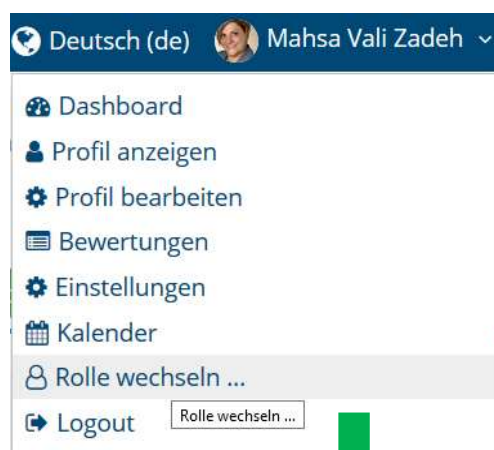 Deutsch (de) Mahsa Vali Zadeh
Dashboard
Profil anzeigen
Profil bearbeiten
Bewertungen
Einstellungen
Kalender
Rolle wechseln ...
Logout
Rolle wechseln ...